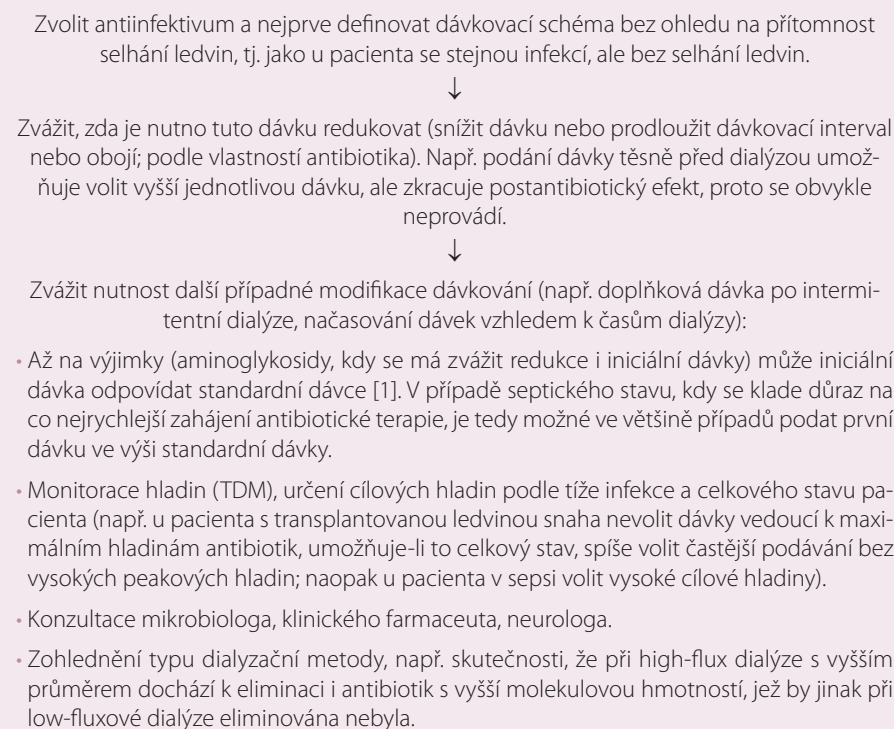 Zvolit antiinfektivum a nejprve definovat dávkovací schéma bez ohledu na přítomnost
selhání ledvin, tj. jako u pacienta se stejnou infekcí, ale bez selhání ledvin.
↓
Zvážit, zda je nutno tuto dávku redukovat (snížit dávku nebo prodloužit dávkovací interval
nebo obojí; podle vlastností antibiotika). Např. podání dávky těsně před dialýzou umož-
ňuje volit vyšší jednotlivou dávku, ale zkracuje postantibiotický efekt, proto se obvykle
neprovádí.
↓
Zvážit nutnost další případné modifikace dávkování (např. doplňková dávka po intermi-
tentní dialýze, načasování dávek vzhledem k časům dialýzy):
• Až na výjimky (aminoglykosidy, kdy se má zvážit redukce i iniciální dávky) může iniciální
dávka odpovídat standardní dávce [1]. V případě septického stavu, kdy se klade důraz na
co nejrychlejší zahájení antibiotické terapie, je tedy možné ve většině případů podat první
dávku ve výši standardní dávky.
• Monitorace hladin (TDM), určení cílových hladin podle tíže infekce a celkového stavu pa-
cienta (např. u pacienta s transplantovanou ledvinou snaha nevolit dávky vedoucí k maxi-
málním hladinám antibiotik, umožňuje-li to celkový stav, spíše volit častější podávání bez
vysokých peakových hladin; naopak u pacienta v sepsi volit vysoké cílové hladiny).
• Konzultace mikrobiologa, klinického farmaceuta, neurologa.
• Zohlednění typu dialyzační metody, např. skutečnosti, že při high-flux dialýze s vyšším
průměrem dochází k eliminaci i antibiotik s vyšší molekulovou hmotností, jež by jinak při
low-fluxové dialýze eliminována nebyla.